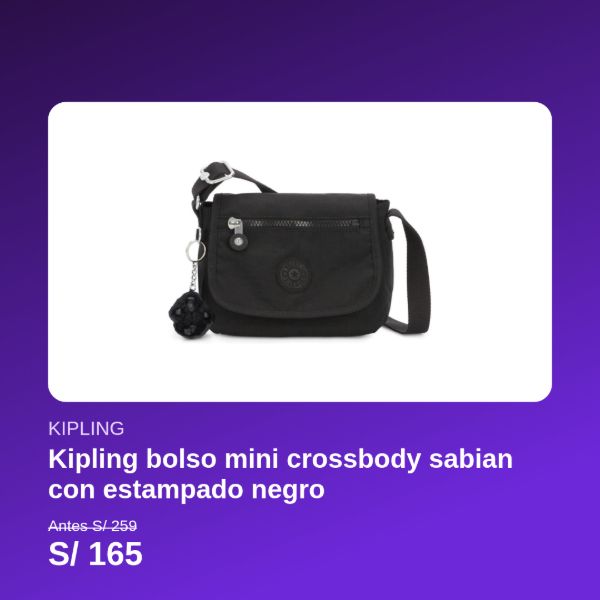 KIPLING
Kipling bolso mini crossbody sabian
con estampado negro
Antes S/ 259
S/ 165